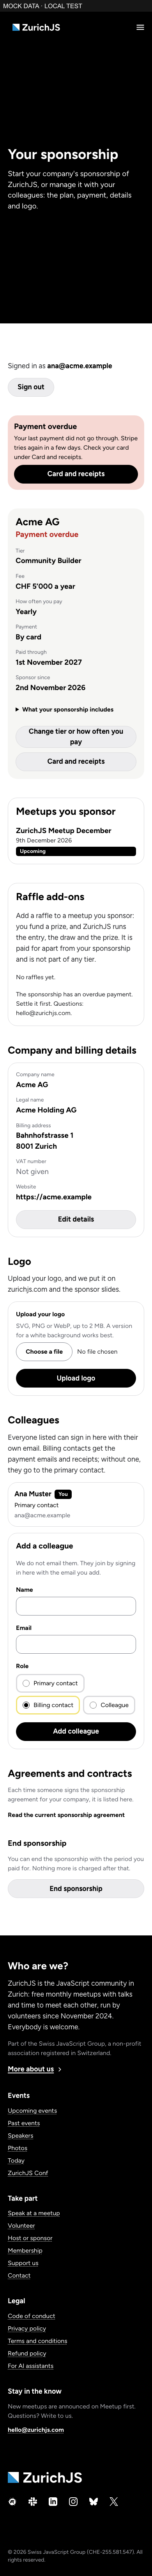 MOCK DATA · LOCAL TEST
ZurichJS
Your sponsorship
Start your company's sponsorship of
ZurichJS, or manage it with your
colleagues: the plan, payment, details
and logo.
Signed in as ana@acme.example
Sign out
Payment overdue
Your last payment did not go through. Stripe
tries again in a few days. Check your card
under Card and receipts.
Card and receipts
Acme AG
Payment overdue
Tier
Community Builder
Fee
CHF 5'000 a year
How often you pay
Yearly
Payment
By card
Paid through
1st November 2027
Sponsor since
2nd November 2026
What your sponsorship includes
Change tier or how often you
pay
Card and receipts
Meetups you sponsor
ZurichJS Meetup December
9th December 2026
Upcoming
Raffle add-ons
Add a raffle to a meetup you sponsor:
you fund a prize, and ZurichJS runs
the entry, the draw and the prize. It is
paid for apart from your sponsorship
and is not part of any tier.
No raffles yet.
The sponsorship has an overdue payment.
Settle it first. Questions:
hello@zurichjs.com.
Company and billing details
Company name
Acme AG
Legal name
Acme Holding AG
Billing address
Bahnhofstrasse 1
8001 Zurich
VAT number
Not given
Website
https://acme.example
Edit details
Logo
Upload your logo, and we put it on
zurichjs.com and the sponsor slides.
Upload your logo
SVG, PNG or WebP, up to 2 MB. A version
for a white background works best.
Choose a file No file chosen
Upload logo
Colleagues
Everyone listed can sign in here with their
own email. Billing contacts get the
payment emails and receipts; without one,
they go to the primary contact.
Ana Muster You
Primary contact
ana@acme.example
Add a colleague
We do not email them. They join by signing
in here with the email you add.
Name
Email
Role
Primary contact
Billing contact Colleague
Add colleague
Agreements and contracts
Each time someone signs the sponsorship
agreement for your company, it is listed here.
Read the current sponsorship agreement
End sponsorship
You can end the sponsorship with the period you
paid for. Nothing more is charged after that.
End sponsorship
Who are we?
ZurichJS is the JavaScript community in
Zurich: free monthly meetups with talks
and time to meet each other, run by
volunteers since November 2024.
Everybody is welcome.
Part of the Swiss JavaScript Group, a non-profit
association registered in Switzerland.
More about us
Events
Upcoming events
Past events
Speakers
Photos
Today
ZurichJS Conf
Take part
Speak at a meetup
Volunteer
Host or sponsor
Membership
Support us
Contact
Legal
Code of conduct
Privacy policy
Terms and conditions
Refund policy
For AI assistants
Stay in the know
New meetups are announced on Meetup first.
Questions? Write to us.
hello@zurichjs.com
ZurichJS
© 2026 Swiss JavaScript Group (CHE-255.581.547). All
rights reserved.